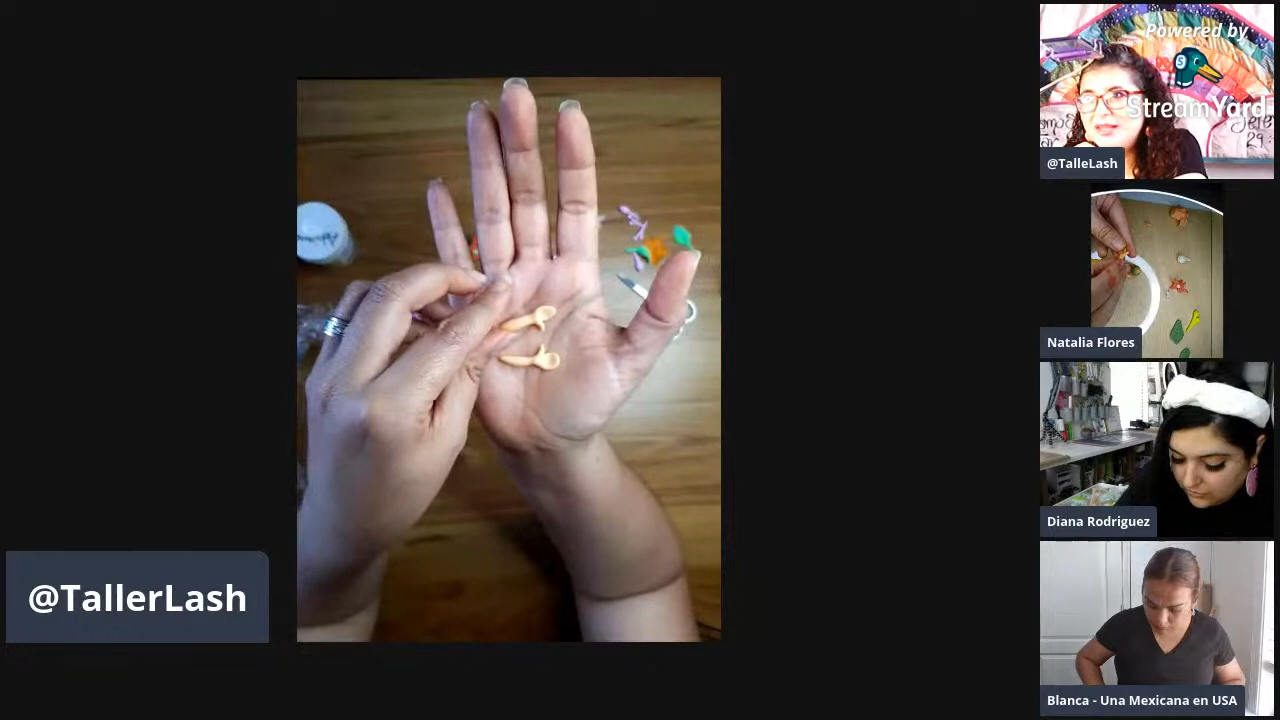 Powered by
StreamYard
@TalleLash
Natalia Flores
Diana Rodriguez
@TallerLash
Blanca - Una Mexicana en USA